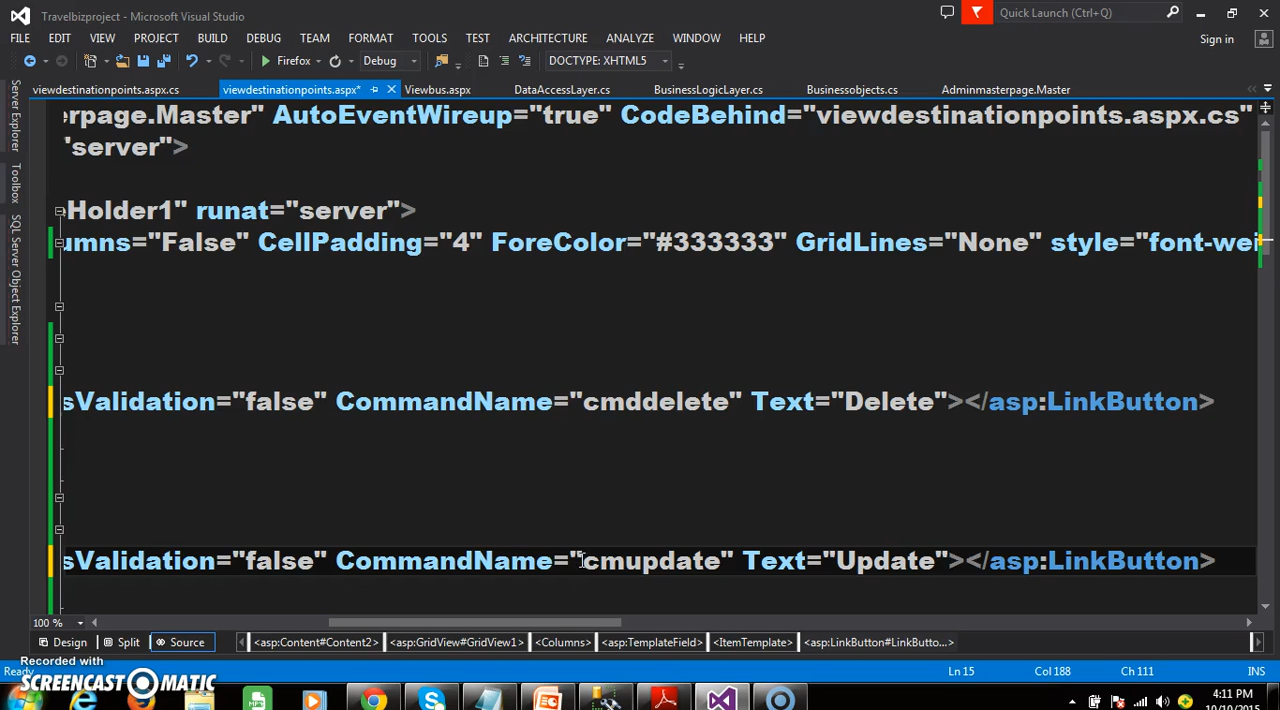 Travelbizproject - Microsoft Visual Studio
Quick Launch (Ctrl+Q)
FILE EDIT VIEW PROJECT BUILD DEBUG TEAM FORMAT TOOLS TEST ARCHITECTURE ANALYZE WINDOW HELP
Sign in
Firefox Debug DOCTYPE: XHTML5
viewdestinationpoints.aspx.cs viewdestinationpoints.aspx* Viewbus.aspx DataAccessLayer.cs BusinessLogicLayer.cs Businessobjects.cs Adminmasterpage.Master
Server Explorer
Toolbox
SQL Server Object Explorer
erpage.Master" AutoEventWireup="true" CodeBehind="viewdestinationpoints.aspx.cs"
"server">
eHolder1" runat="server">
umns="False" CellPadding="4" ForeColor="#333333" GridLines="None" style="font-wei
sValidation="false" CommandName="cmddelete" Text="Delete"></asp:LinkButton>
sValidation="false" CommandName="cmupdate" Text="Update"></asp:LinkButton>
100 %
Design Split Source <asp:Content#Content2> <asp:GridView#GridView1> <Columns> <asp:TemplateField> <ItemTemplate> <asp:LinkButton#LinkButto...>
Ready Ln 15 Col 188 Ch 111 INS
Recorded with
SCREENCAST MATIC
4:11 PM
10/10/2015